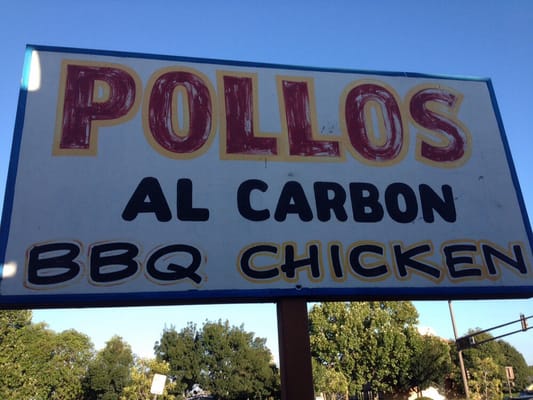 POLLOS
AL CARBON
BBQ CHICKEN